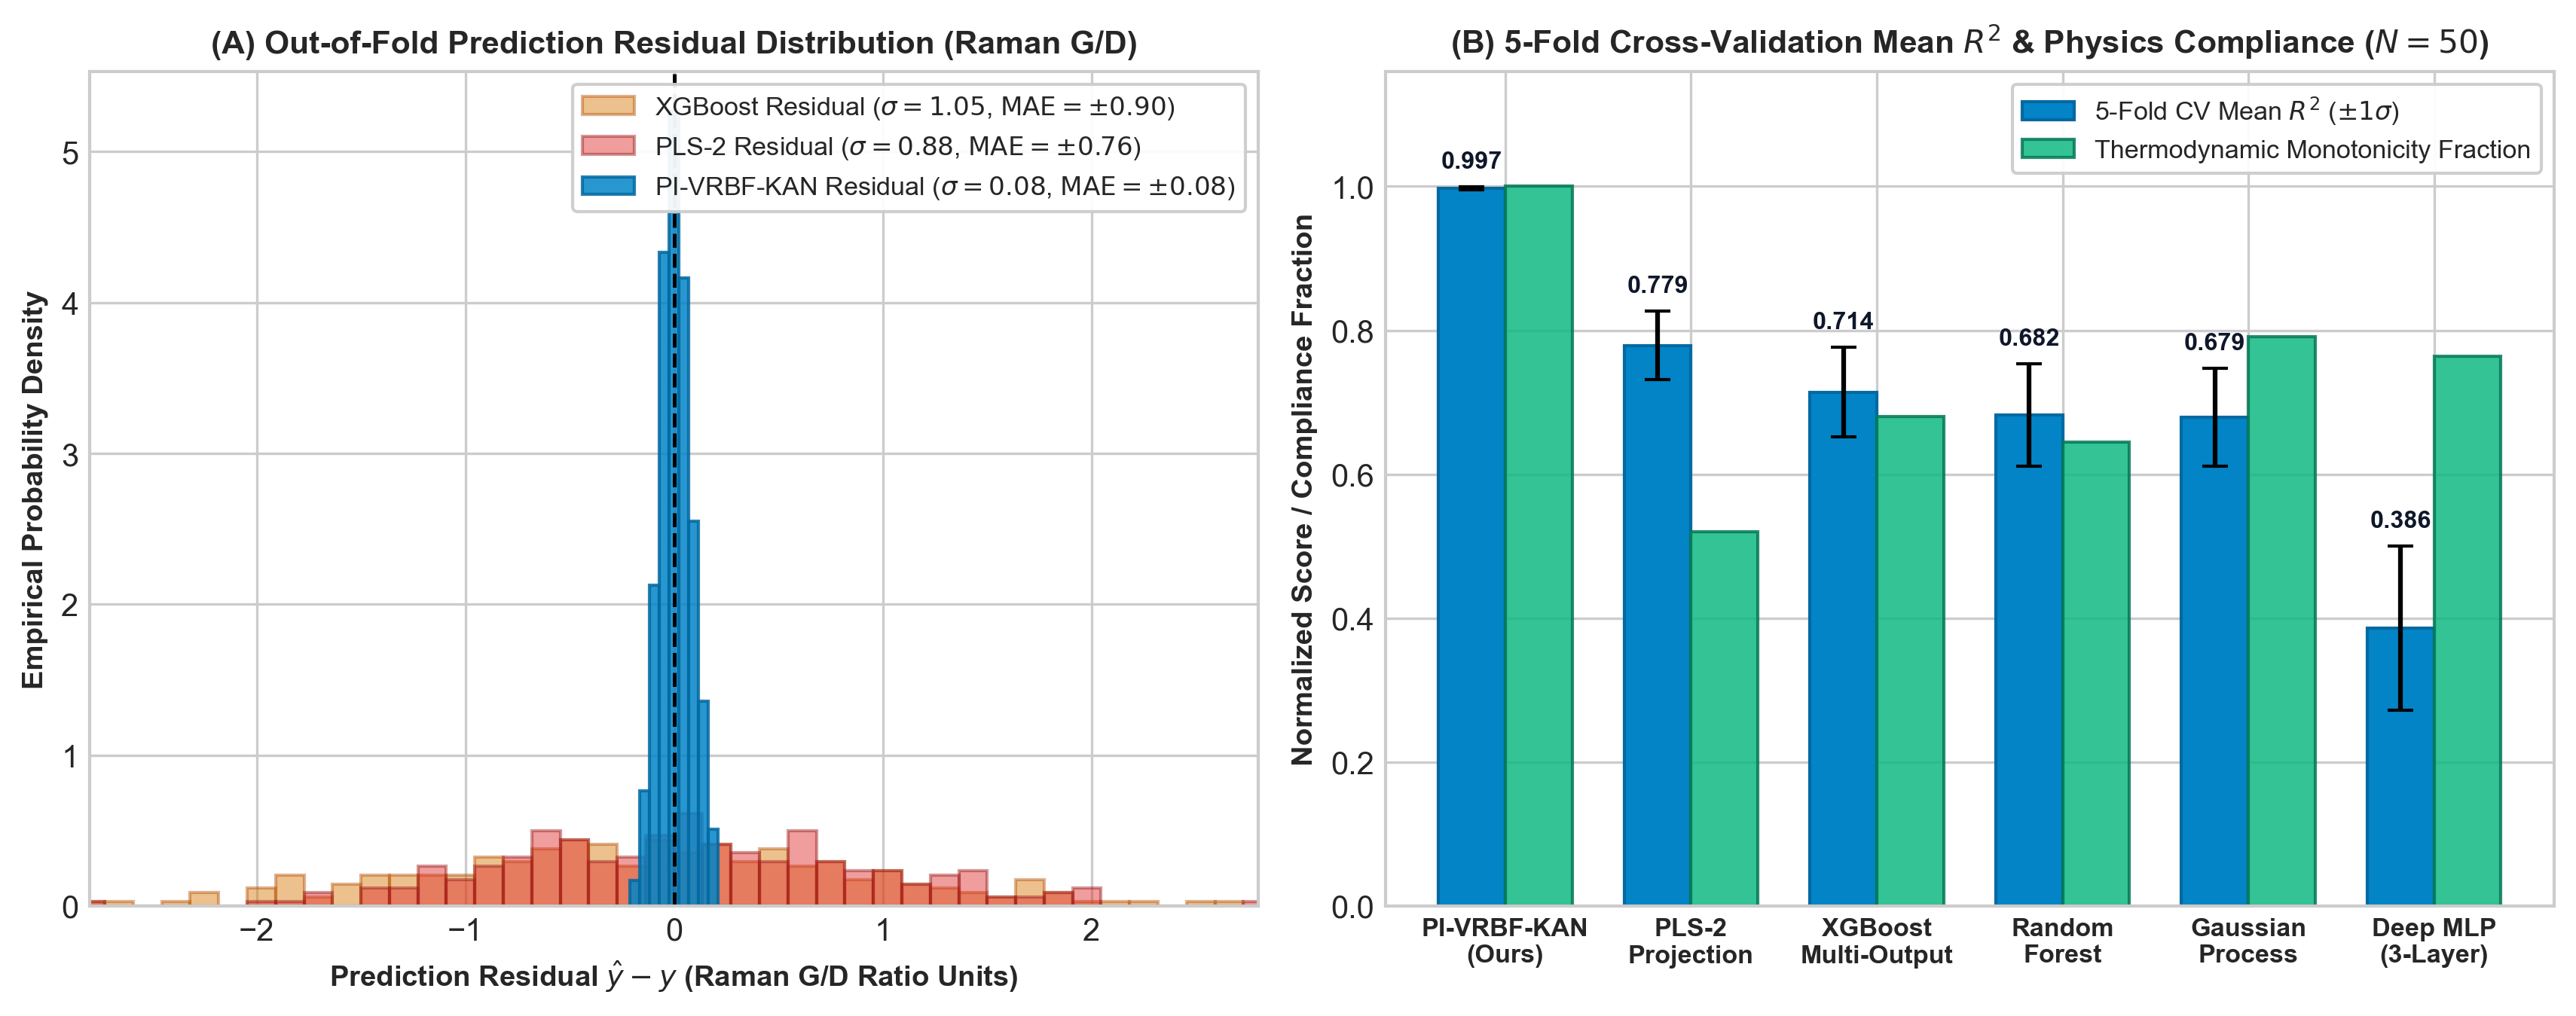 (A) Out-of-Fold Prediction Residual Distribution (Raman G/D)
XGBoost Residual (σ = 1.05, MAE = ±0.90)
PLS-2 Residual (σ = 0.88, MAE = ±0.76)
PI-VRBF-KAN Residual (σ = 0.08, MAE = ±0.08)
Empirical Probability Density
5
4
3
2
1
0
−2
−1
0
1
2
Prediction Residual ŷ − y (Raman G/D Ratio Units)
(B) 5-Fold Cross-Validation Mean R² & Physics Compliance (N = 50)
5-Fold CV Mean R² (±1σ)
Thermodynamic Monotonicity Fraction
Normalized Score / Compliance Fraction
1.0
0.8
0.6
0.4
0.2
0.0
0.997
0.779
0.714
0.682
0.679
0.386
PI-VRBF-KAN
(Ours)
PLS-2
Projection
XGBoost
Multi-Output
Random
Forest
Gaussian
Process
Deep MLP
(3-Layer)